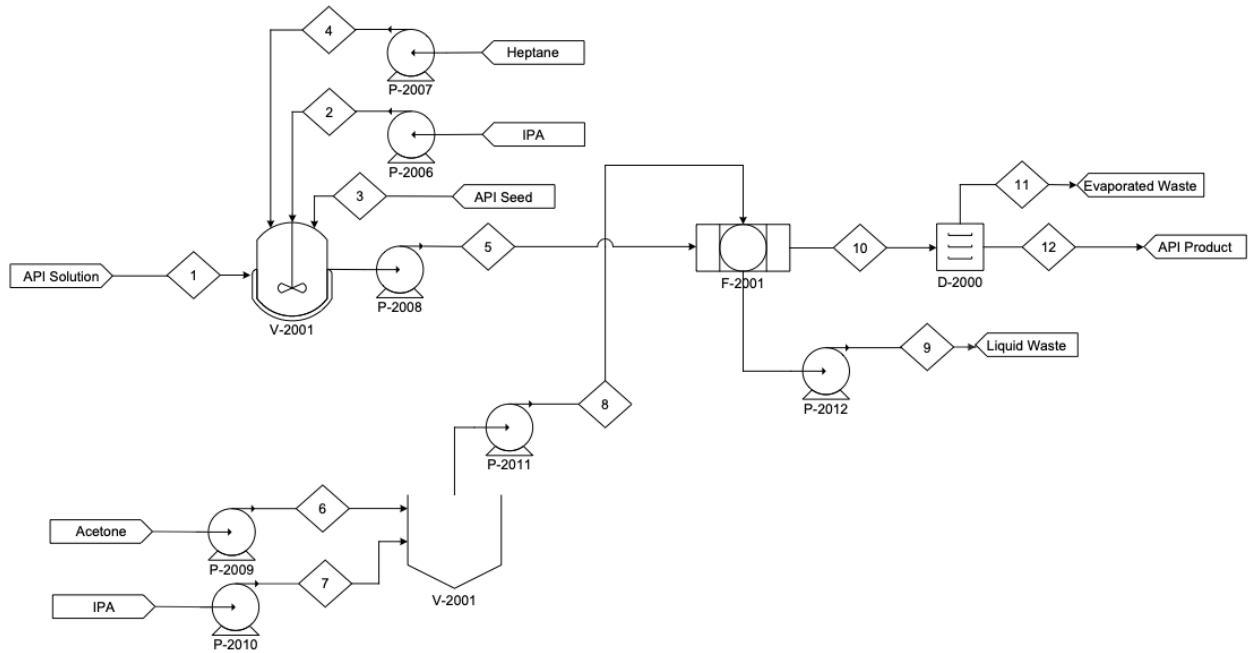 4
Heptane
P-2007
2
IPA
P-2006
3
API Seed
11
Evaporated Waste
5
10
12
API Product
API Solution
1
P-2008
F-2001
D-2000
V-2001
9
Liquid Waste
P-2012
8
P-2011
6
Acetone
P-2009
7
V-2001
IPA
P-2010